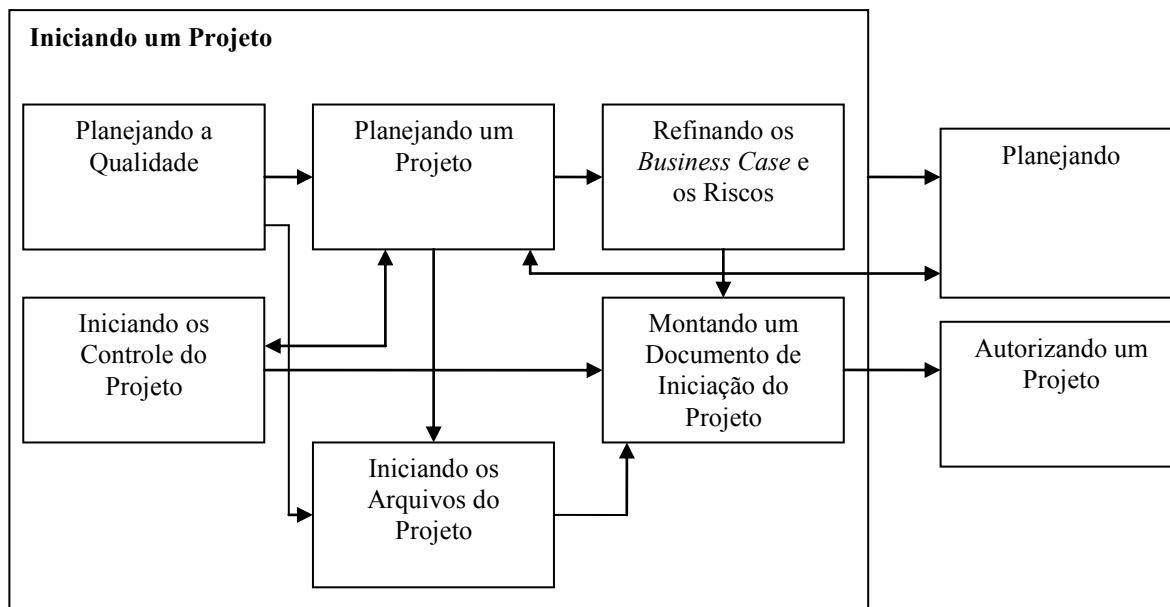 Iniciando um Projeto
Planejando a
Qualidade
Planejando um
Projeto
Refinando os
Business Case e
os Riscos
Planejando
Iniciando os
Controle do
Projeto
Montando um
Documento de
Iniciação do
Projeto
Autorizando um
Projeto
Iniciando os
Arquivos do
Projeto